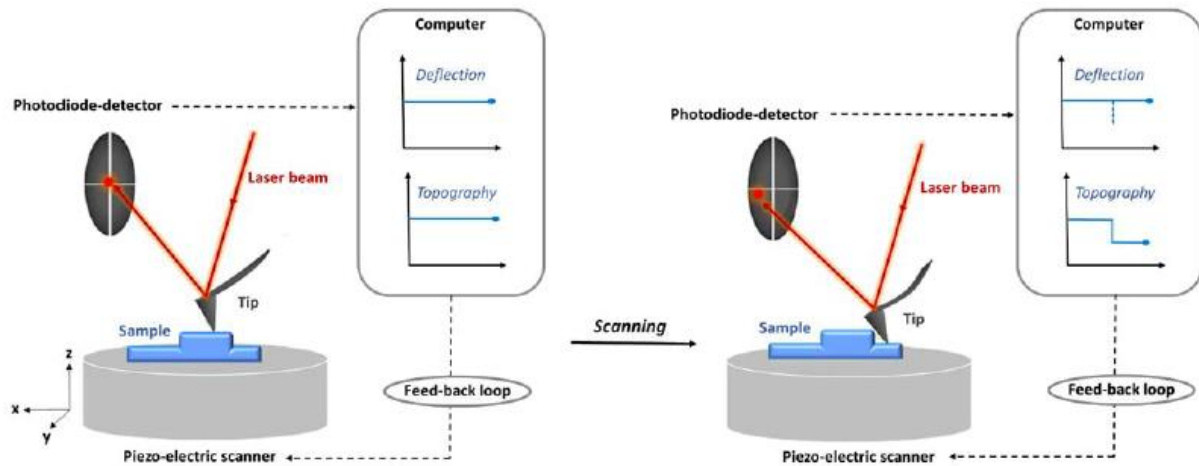 Computer
Deflection
Photodiode-detector
Laser beam
Topography
Tip
Sample
z
x
y
Feed-back loop
Piezo-electric scanner
Scanning
Computer
Deflection
Photodiode-detector
Laser beam
Topography
Tip
Sample
Feed-back loop
Piezo-electric scanner